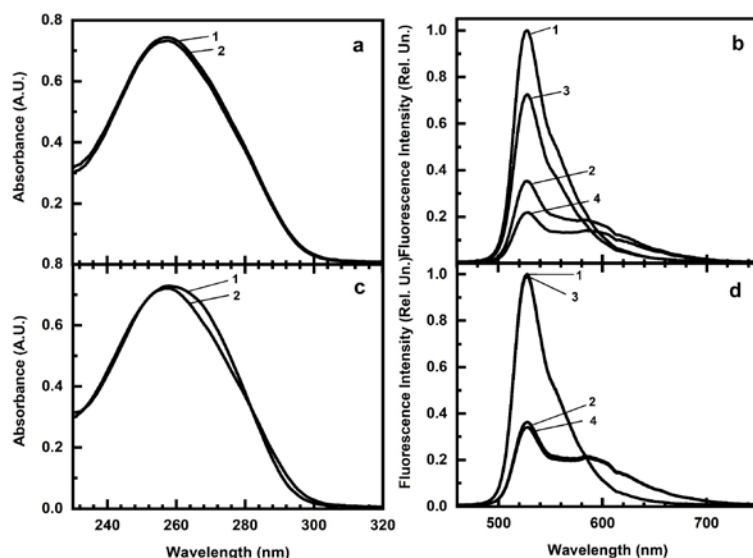 a
1
2
0.8
0.6
0.4
0.2
0.8
Absorbance (A.U.)
b
1
3
2
4
1.0
0.8
0.6
0.4
0.2
Fluorescence Intensity (Rel. Un.)
c
1
2
0.6
0.4
0.2
0.0
240 260 280 300 320
Absorbance (A.U.)
Wavelength (nm)
d
1
3
2
4
1.0
0.8
0.6
0.4
0.2
0.0
500 600 700
Fluorescence Intensity (Rel. Un.)
Wavelength (nm)